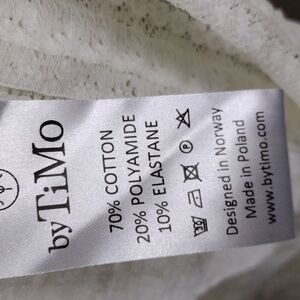 byTiMo
70% COTTON
20% POLYAMIDE
10% ELASTANE
Designed in Norway
Made in Poland
www.bytimo.com